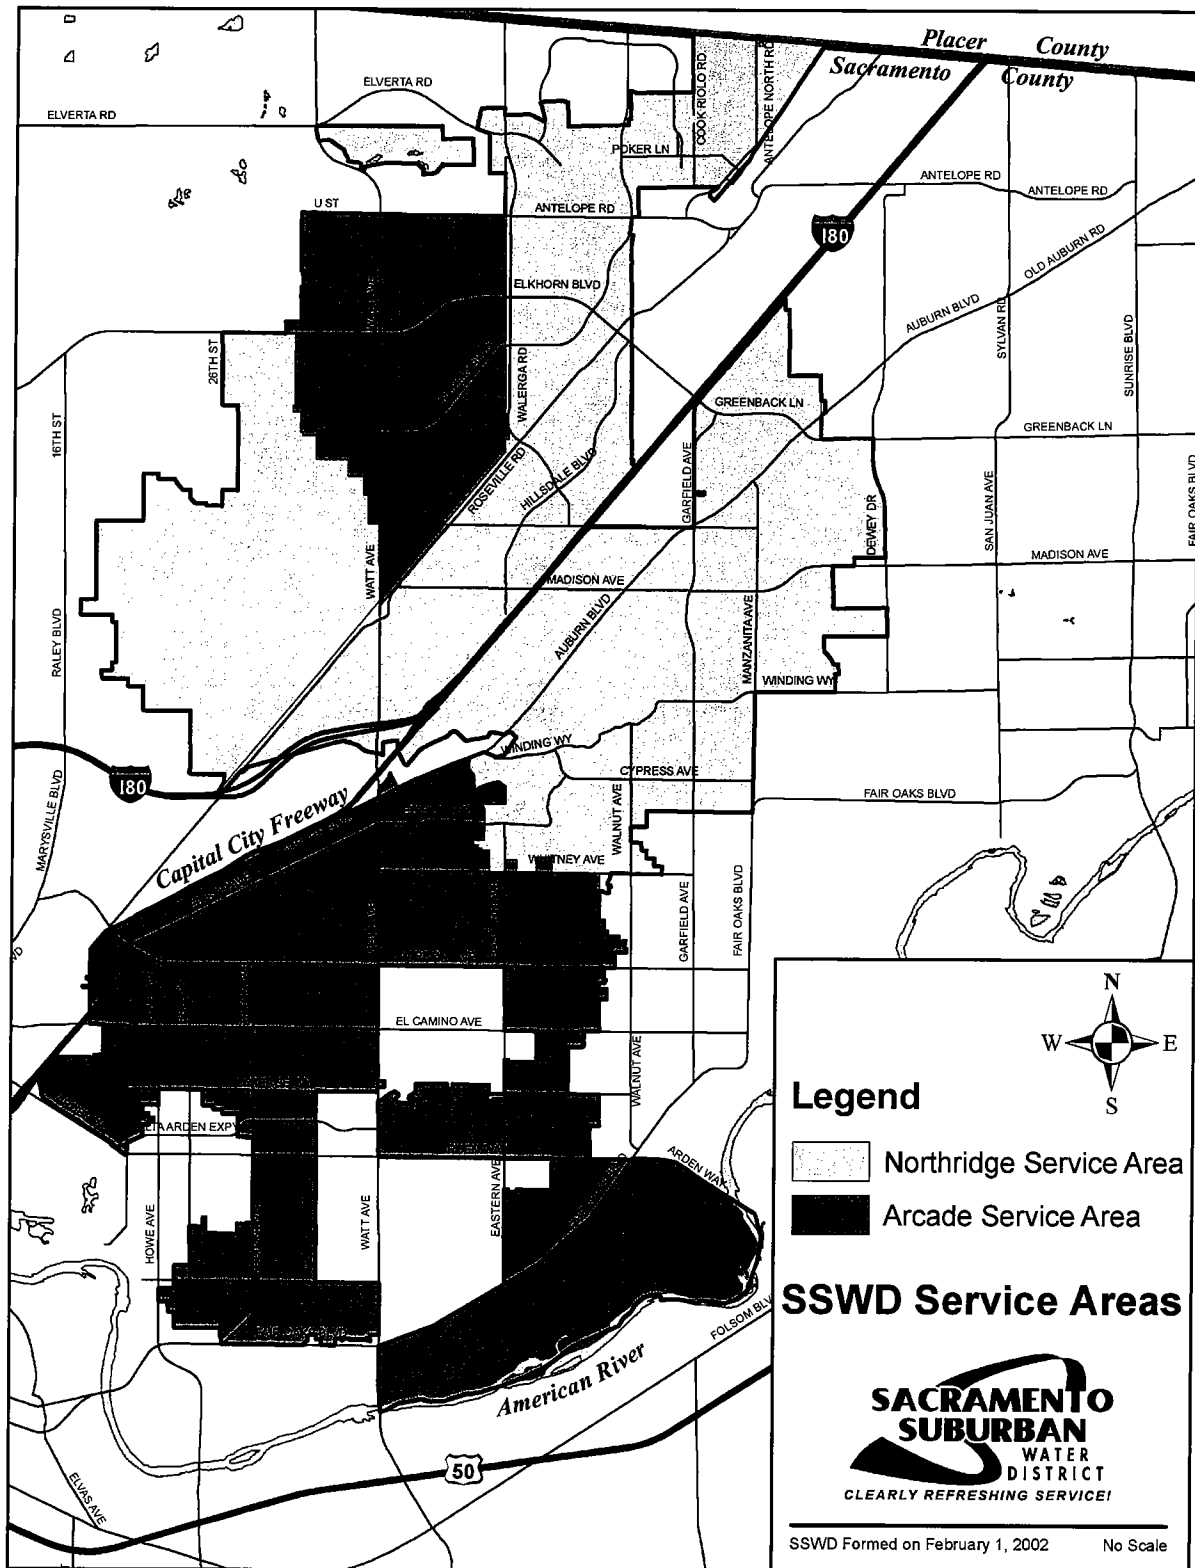 Placer County
Sacramento County
ELVERTA RD
ELVERTA RD
COOK RIOLO RD
ANTELOPE NORTH RD
POKER LN
ANTELOPE RD
ANTELOPE RD
U ST
ANTELOPE RD
180
OLD AUBURN RD
ELKHORN BLVD
AUBURN BLVD
SYLVAN RD
SUNRISE BLVD
26TH ST
WALERGA RD
16TH ST
GREENBACK LN
GREENBACK LN
ROSEVILLE RD
HILLSDALE BLVD
GARFIELD AVE
DEWEY DR
SAN JUAN AVE
FAIR OAKS BLVD
WATT AVE
MADISON AVE
MADISON AVE
AUBURN BLVD
MANZANITA AVE
RALEY BLVD
WINDING WY
WINDING WY
CYPRESS AVE
180
MARYSVILLE BLVD
Capital City Freeway
WALNUT AVE
FAIR OAKS BLVD
WHITNEY AVE
GARFIELD AVE
FAIR OAKS BLVD
VD
EL CAMINO AVE
WALNUT AVE
LTA ARDEN EXPY
ARDEN WAY
HOWE AVE
WATT AVE
EASTERN AVE
FOLSOM BLV
American River
50
ELVAS AVE
N
W E
S
Legend
Northridge Service Area
Arcade Service Area
SSWD Service Areas
SACRAMENTO
SUBURBAN
WATER
DISTRICT
CLEARLY REFRESHING SERVICE!
SSWD Formed on February 1, 2002 No Scale